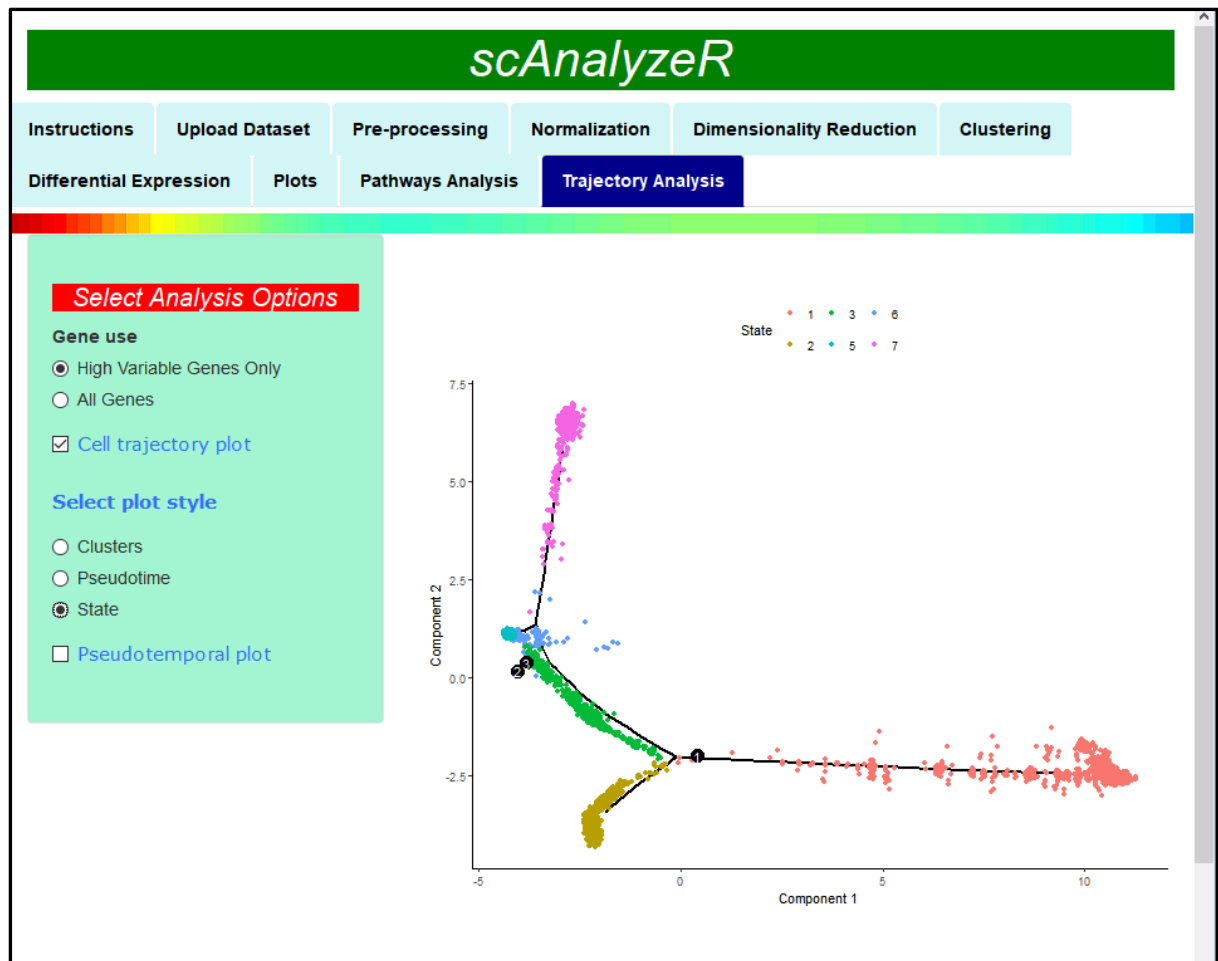 scAnalyzeR
Instructions Upload Dataset Pre-processing Normalization Dimensionality Reduction Clustering
Differential Expression Plots Pathways Analysis Trajectory Analysis
Select Analysis Options
Gene use
High Variable Genes Only
All Genes
Cell trajectory plot
Select plot style
Clusters
Pseudotime
State
Pseudotemporal plot
State
1 3 6
2 5 7
7.5
5.0
2.5
0.0
-2.5
Component 2
3
2
1
-5 0 5 10
Component 1